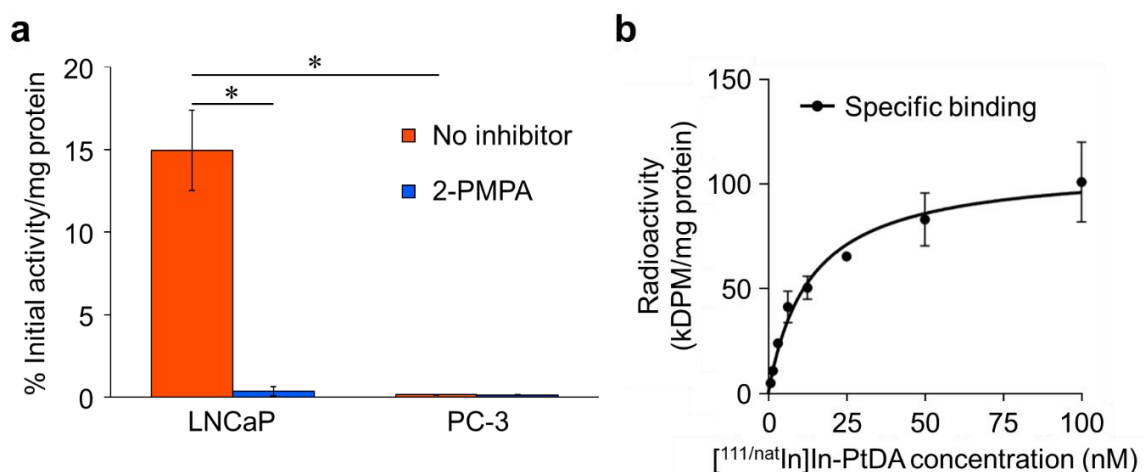 a
% Initial activity/mg protein
20
15
10
5
0
*
*
No inhibitor
2-PMPA
LNCaP
PC-3
b
Radioactivity
(kDPM/mg protein)
150
100
50
0
Specific binding
0
25
50
75
100
[111/natIn]In-PtDA concentration (nM)